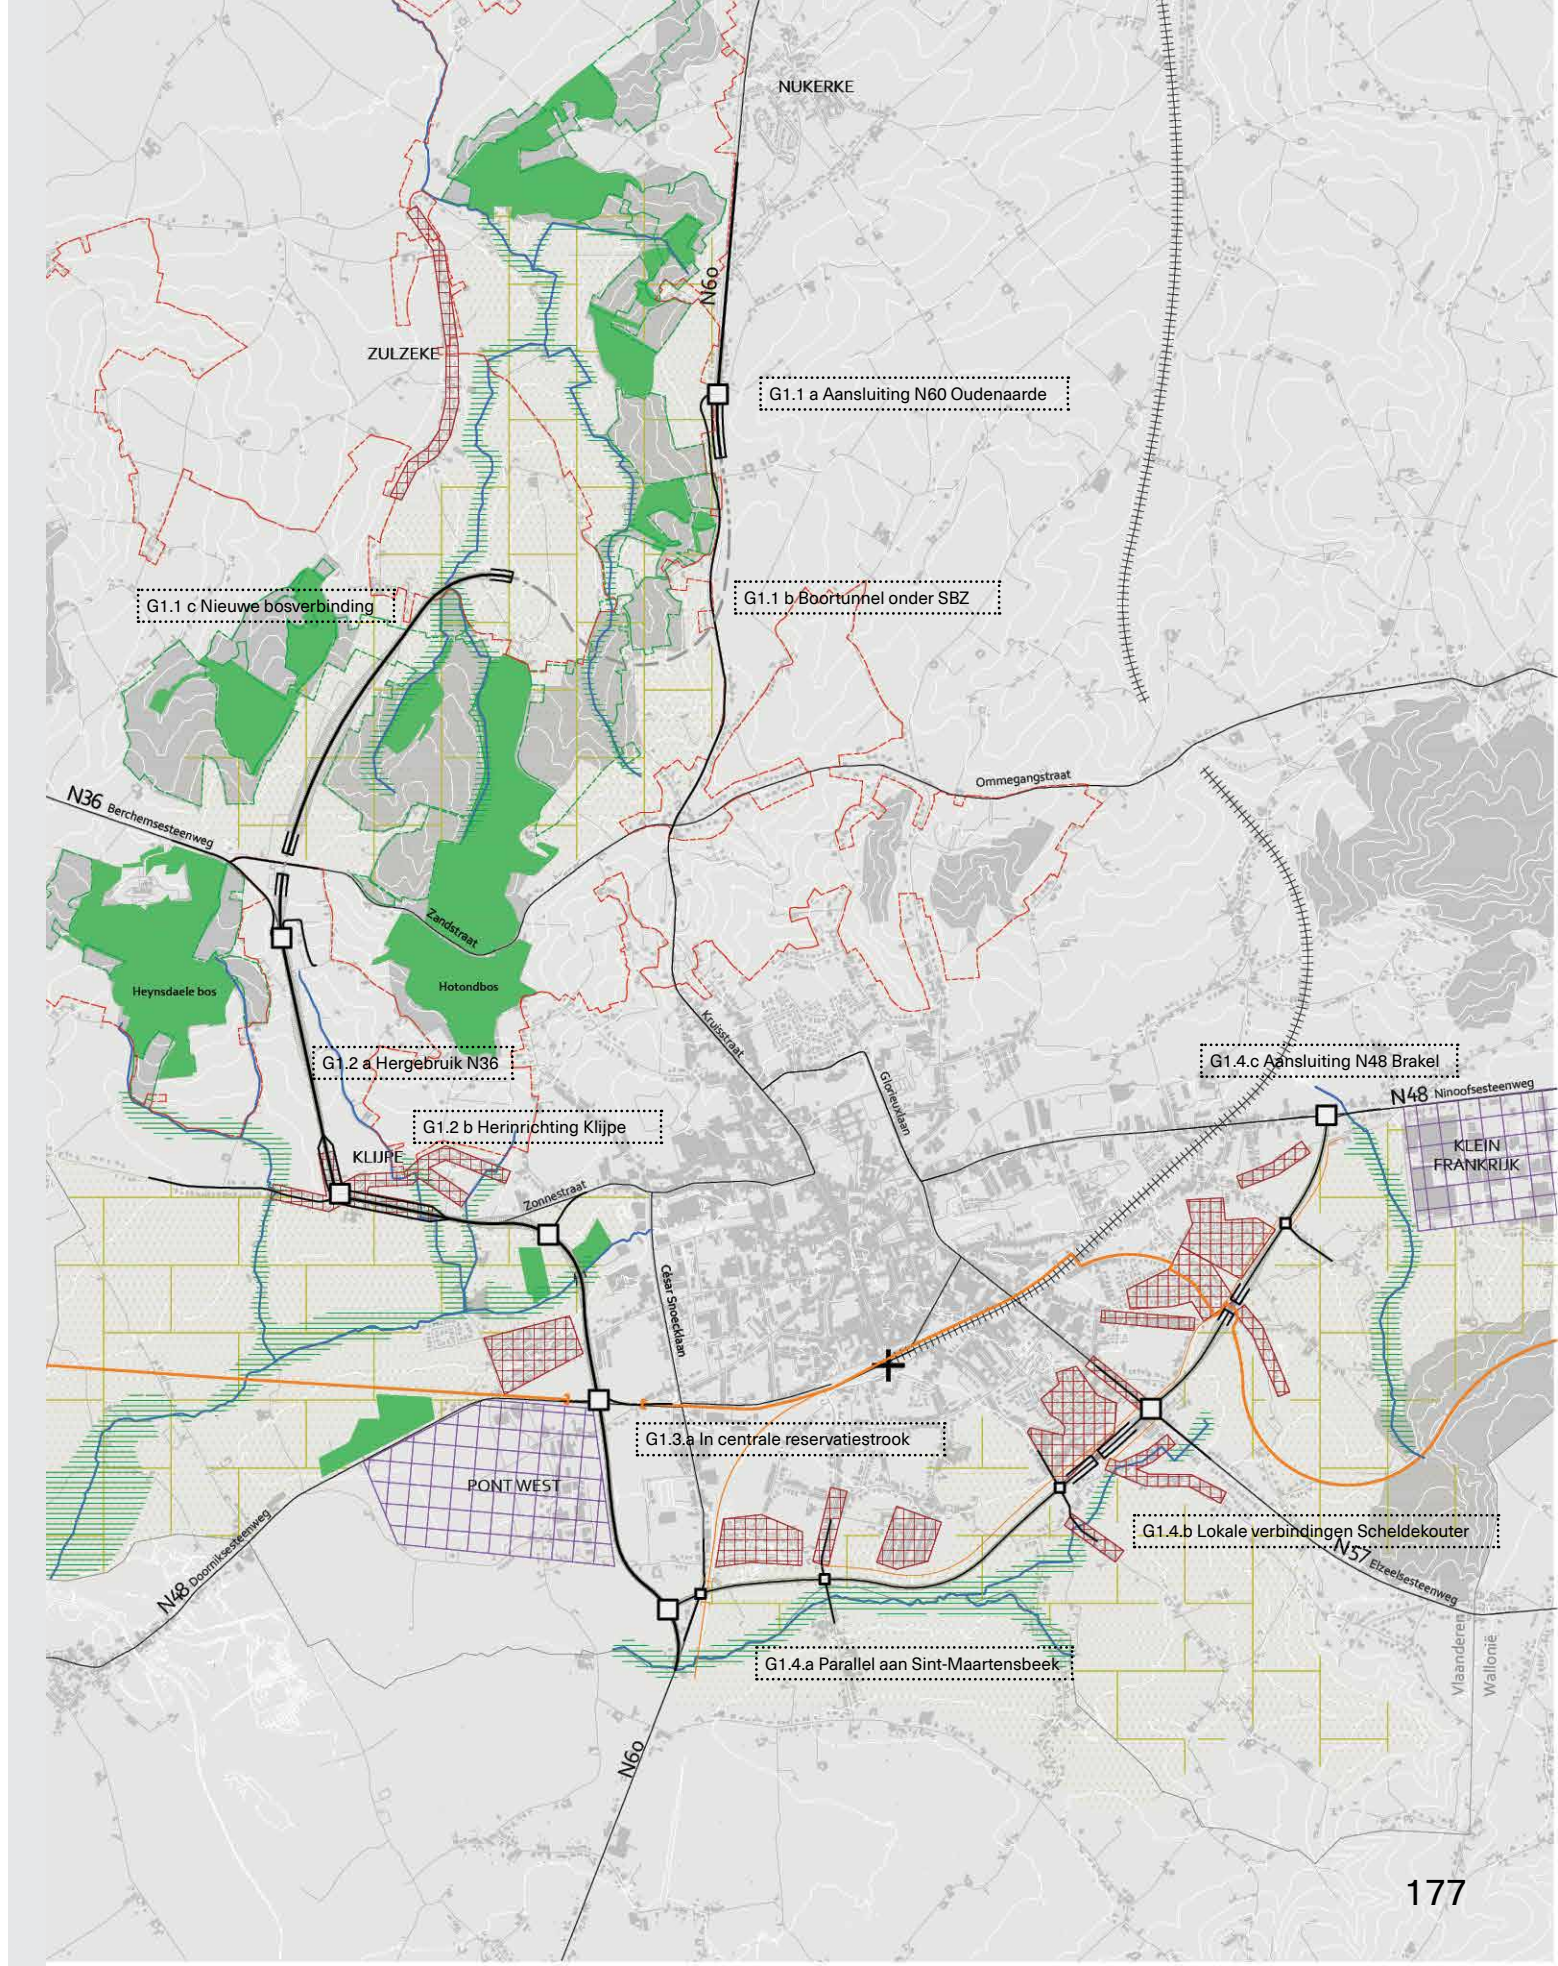 NUKERKE
N60
ZULZEKE
G1.1 a Aansluiting N60 Oudenaarde
G1.1 c Nieuwe bosverbinding
G1.1 b Boortunnel onder SBZ
Ommegangstraat
N36 Berchemsesteenweg
Zandstraat
Heynsdaele bos
Hotondbos
Kruisstraat
G1.2 a Hergebruik N36
G1.4.c Aansluiting N48 Brakel
Glorieuxlaan
N48 Ninoofsesteenweg
G1.2 b Herinrichting Klijpe
KLIJPE
KLEIN
FRANKRIJK
Zonnestraat
César Snoecklaan
G1.3.a In centrale reservatiestrook
PONT WEST
G1.4.b Lokale verbindingen Scheldekouter
N57 Elzeelsesteenweg
N48 Doorniksesteenweg
G1.4.a Parallel aan Sint-Maartensbeek
Vlaanderen
Wallonië
N60
177